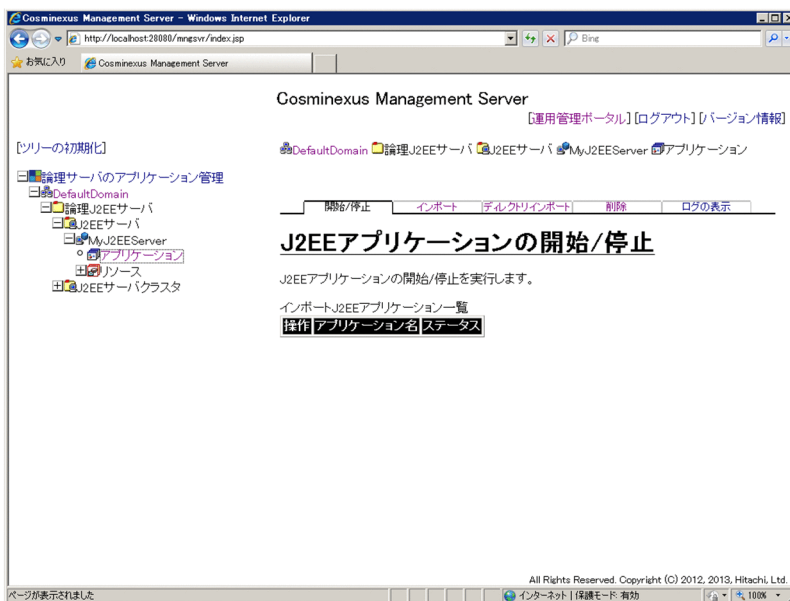 Cosminexus Management Server - Windows Internet Explorer
http://localhost:28080/mngsvr/index.jsp
Bing
お気に入り
Cosminexus Management Server
Cosminexus Management Server
[運用管理ポータル] [ログアウト] [バージョン情報]
[ツリーの初期化]
DefaultDomain 論理J2EEサーバ J2EEサーバ MyJ2EEServer アプリケーション
論理サーバのアプリケーション管理
DefaultDomain
論理J2EEサーバ
J2EEサーバ
MyJ2EEServer
アプリケーション
リソース
J2EEサーバクラスタ
開始/停止 インポート ディレクトリインポート 削除 ログの表示
J2EEアプリケーションの開始/停止
J2EEアプリケーションの開始/停止を実行します。
インポートJ2EEアプリケーション一覧
操作 アプリケーション名 ステータス
All Rights Reserved. Copyright (C) 2012, 2013, Hitachi, Ltd.
ページが表示されました
インターネット | 保護モード: 有効
100%